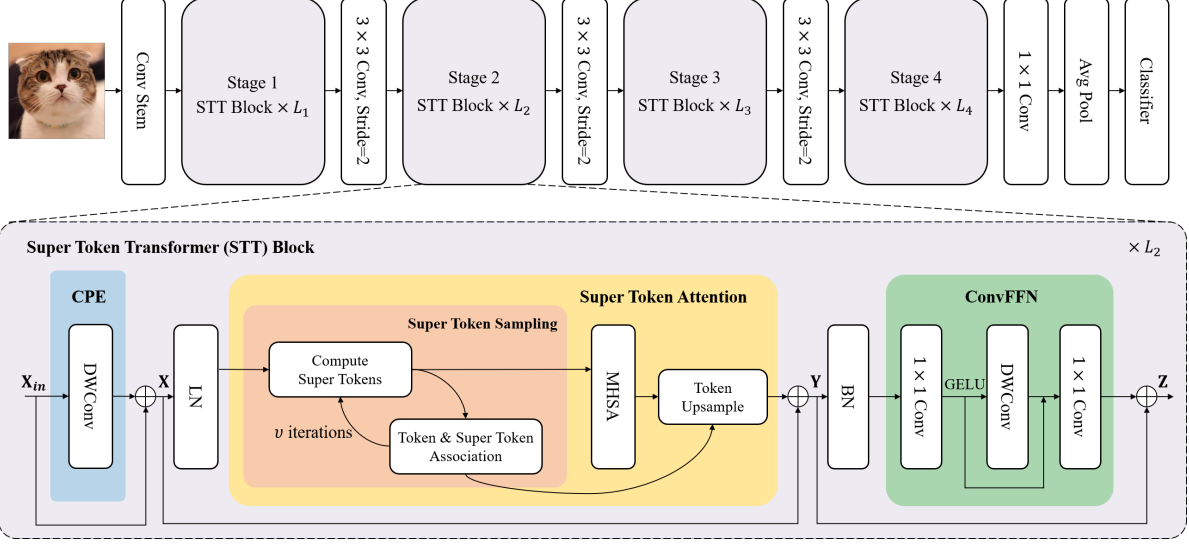 Conv Stem
Stage 1
STT Block × L₁
3 × 3 Conv, Stride=2
Stage 2
STT Block × L₂
3 × 3 Conv, Stride=2
Stage 3
STT Block × L₃
3 × 3 Conv, Stride=2
Stage 4
STT Block × L₄
1 × 1 Conv
Avg Pool
Classifier
Super Token Transformer (STT) Block
× L₂
CPE
Super Token Attention
ConvFFN
Super Token Sampling
X_in
DWConv
X
LN
Compute
Super Tokens
υ iterations
Token & Super Token
Association
MHSA
Token
Upsample
Y
BN
1 × 1 Conv
GELU
DWConv
1 × 1 Conv
Z